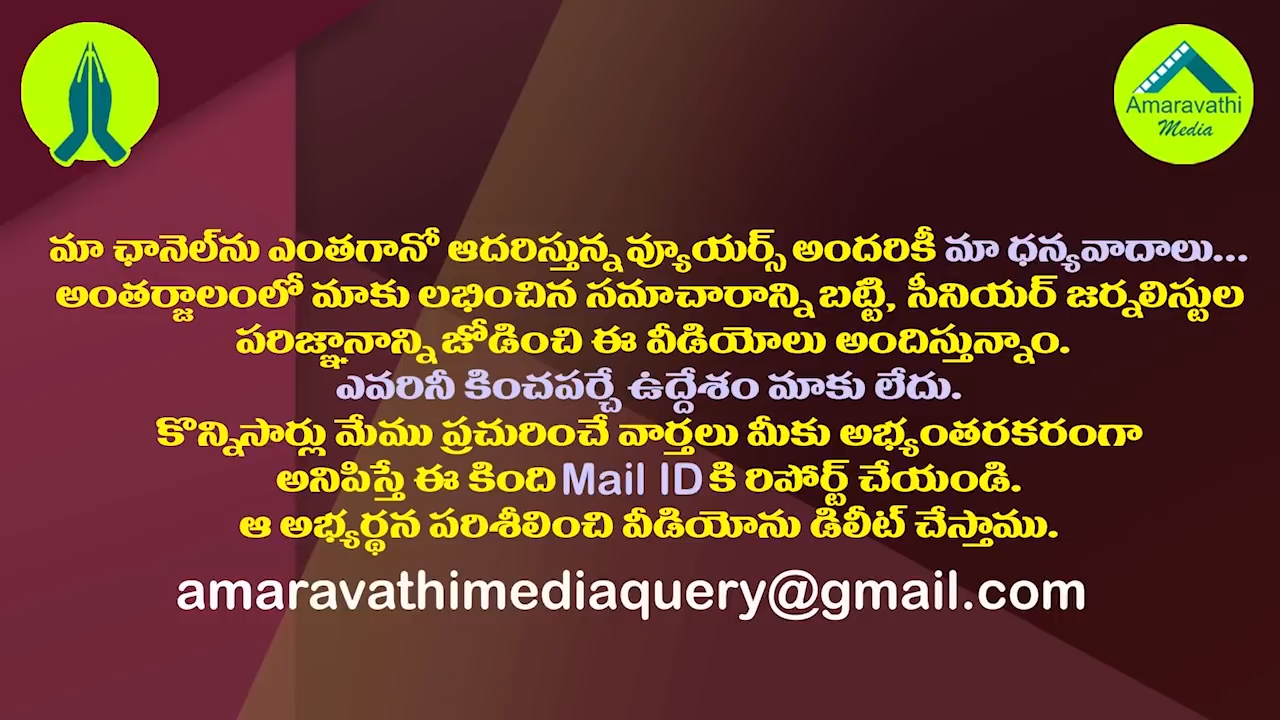 Amaravathi
Media
మా ఛానెల్‌ను ఎంతగానో ఆదరిస్తున్న వ్యూయర్స్ అందరికీ మా ధన్యవాదాలు...
అంతర్జాలంలో మాకు లభించిన సమాచారాన్ని బట్టి, సీనియర్ జర్నలిస్టుల
పరిజ్ఞానాన్ని జోడించి ఈ వీడియోలు అందిస్తున్నాం.
ఎవరినీ కించపర్చే ఉద్దేశం మాకు లేదు.
కొన్నిసార్లు మేము ప్రచురించే వార్తలు మీకు అభ్యంతరకరంగా
అనిపిస్తే ఈ కింది Mail ID కి రిపోర్ట్ చేయండి.
ఆ అభ్యర్థన పరిశీలించి వీడియోను డిలీట్ చేస్తాము.
amaravathimediaquery@gmail.com